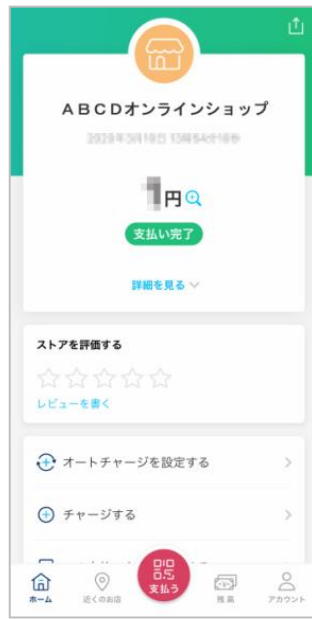 ABCDオンラインショップ
円
支払い完了
詳細を見る
ストアを評価する
レビューを書く
オートチャージを設定する
チャージする
ホーム
近くのお店
支払う
残高
アカウント